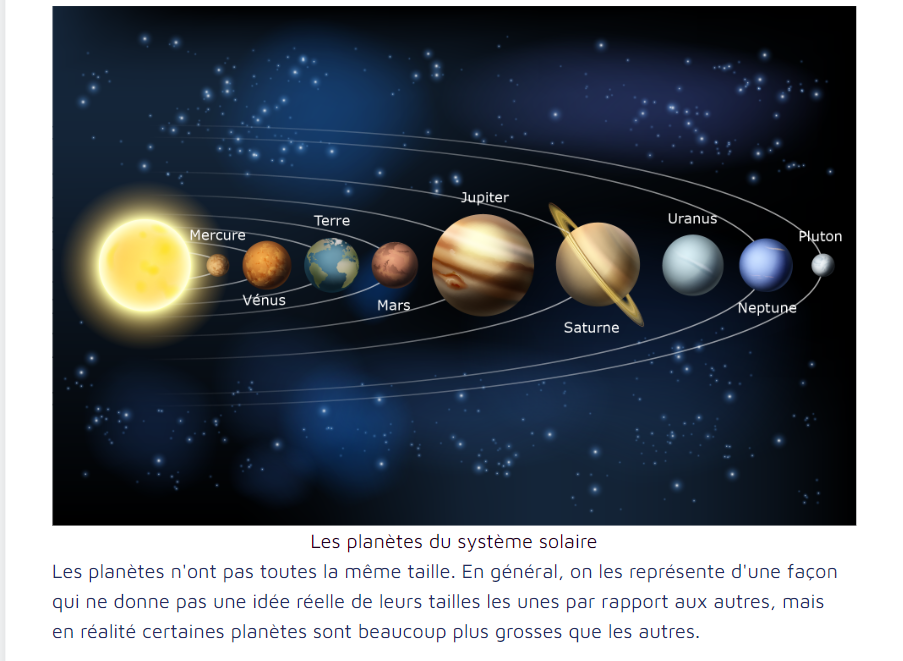 Jupiter
Terre
Uranus
Mercure
Pluton
Vénus
Mars
Neptune
Saturne
Les planètes du système solaire
Les planètes n'ont pas toutes la même taille. En général, on les représente d'une façon
qui ne donne pas une idée réelle de leurs tailles les unes par rapport aux autres, mais
en réalité certaines planètes sont beaucoup plus grosses que les autres.